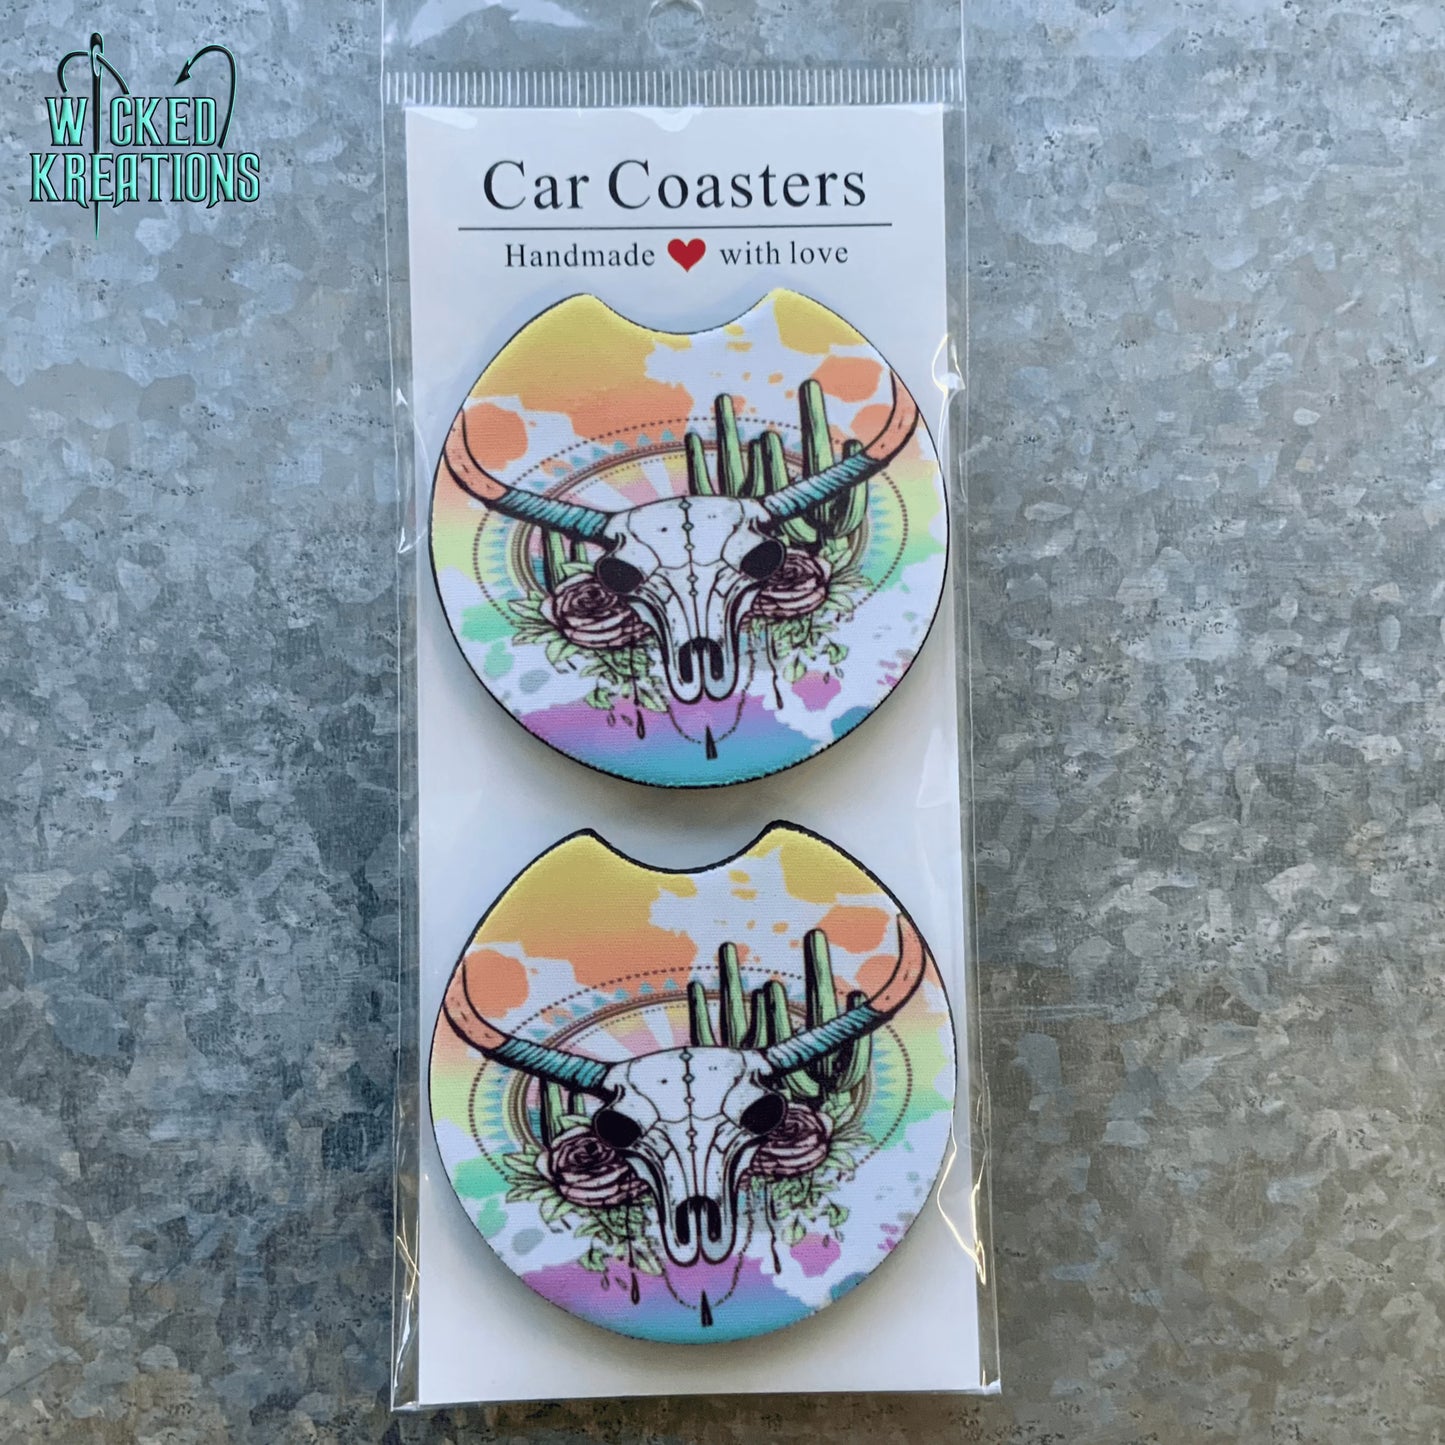 WICKED
KREATIONS
Car Coasters
Handmade ❤ with love